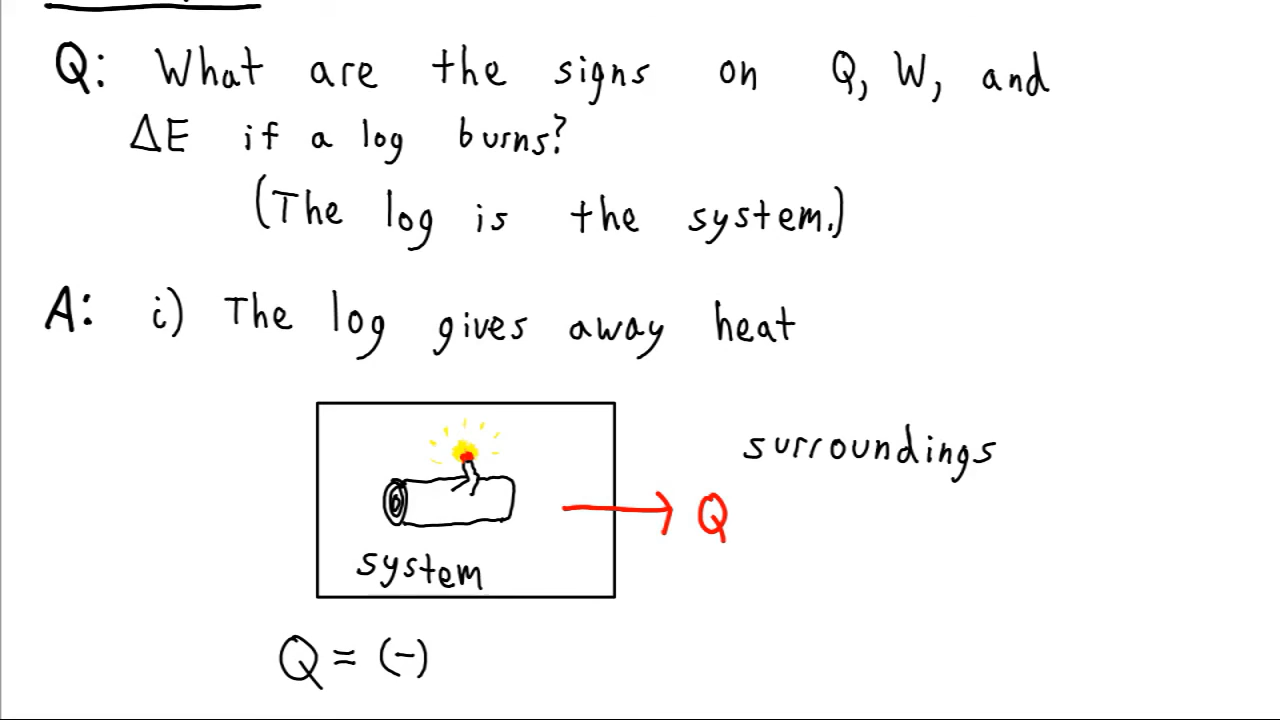 Q: What are the signs on Q, W, and
ΔE if a log burns?
(The log is the system.)
A: i) The log gives away heat
surroundings
Q
system
Q = (-)